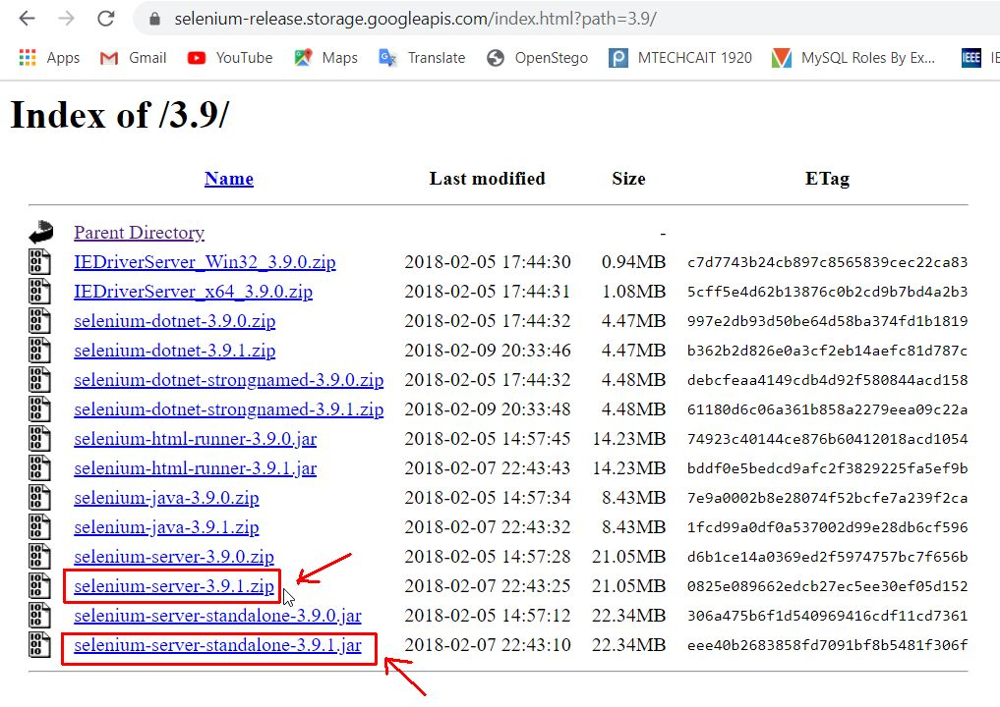 selenium-release.storage.googleapis.com/index.html?path=3.9/
Apps Gmail YouTube Maps Translate OpenStego MTECHCAIT 1920 MySQL Roles By Ex... IEEE IE
Index of /3.9/
Name Last modified Size ETag
Parent Directory -
IEDriverServer_Win32_3.9.0.zip 2018-02-05 17:44:30 0.94MB c7d7743b24cb897c8565839cec22ca83
IEDriverServer_x64_3.9.0.zip 2018-02-05 17:44:31 1.08MB 5cff5e4d62b13876c0b2cd9b7bd4a2b3
selenium-dotnet-3.9.0.zip 2018-02-05 17:44:32 4.47MB 997e2db93d50be64d58ba374fd1b1819
selenium-dotnet-3.9.1.zip 2018-02-09 20:33:46 4.47MB b362b2d826e0a3cf2eb14aefc81d787c
selenium-dotnet-strongnamed-3.9.0.zip 2018-02-05 17:44:32 4.48MB debcfeaa4149cdb4d92f580844acd158
selenium-dotnet-strongnamed-3.9.1.zip 2018-02-09 20:33:48 4.48MB 61180d6c06a361b858a2279eea09c22a
selenium-html-runner-3.9.0.jar 2018-02-05 14:57:45 14.23MB 74923c40144ce876b60412018acd1054
selenium-html-runner-3.9.1.jar 2018-02-07 22:43:43 14.23MB bddf0e5bedcd9afc2f3829225fa5ef9b
selenium-java-3.9.0.zip 2018-02-05 14:57:34 8.43MB 7e9a0002b8e28074f52bcfe7a239f2ca
selenium-java-3.9.1.zip 2018-02-07 22:43:32 8.43MB 1fcd99a0df0a537002d99e28db6cf596
selenium-server-3.9.0.zip 2018-02-05 14:57:28 21.05MB d6b1ce14a0369ed2f5974757bc7f656b
selenium-server-3.9.1.zip 2018-02-07 22:43:25 21.05MB 0825e089662edcb27ec5ee30ef05d152
selenium-server-standalone-3.9.0.jar 2018-02-05 14:57:12 22.34MB 306a475b6f1d540969416cdf11cd7361
selenium-server-standalone-3.9.1.jar 2018-02-07 22:43:10 22.34MB eee40b2683858fd7091bf8b5481f306f